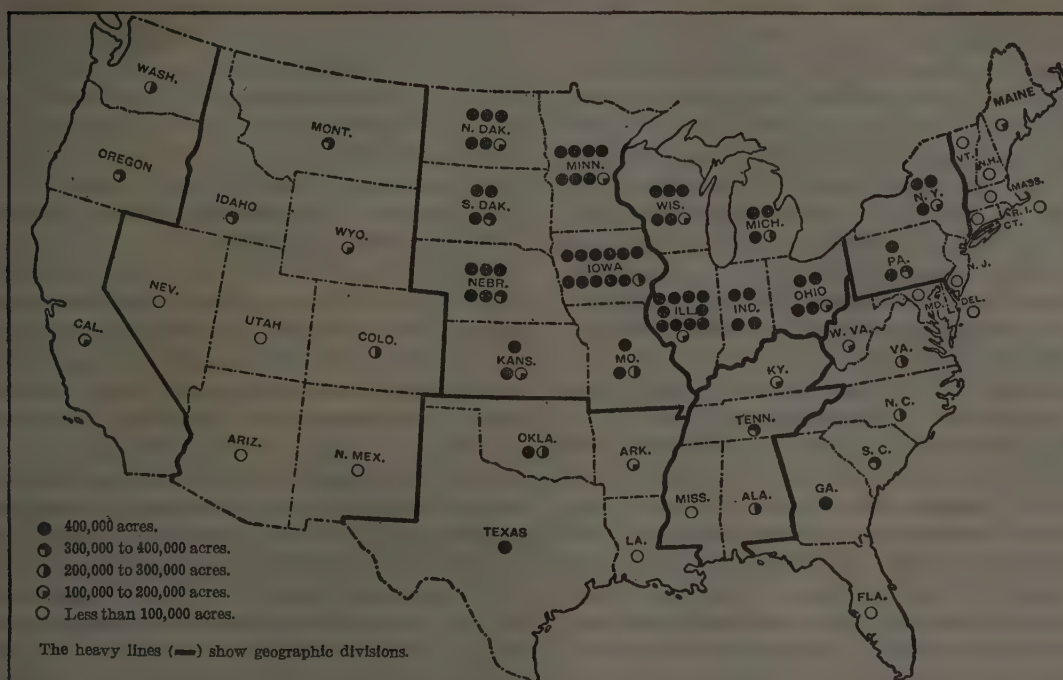 WASH.
OREGON
CAL.
NEV.
IDAHO
MONT.
WYO.
UTAH
COLO.
ARIZ.
N. MEX.
N. DAK.
S. DAK.
NEBR.
KANS.
OKLA.
TEXAS
MINN.
IOWA
MO.
ARK.
LA.
WIS.
MICH.
ILL.
IND.
OHIO
KY.
TENN.
MISS.
ALA.
GA.
FLA.
S. C.
N. C.
VA.
W. VA.
MD.
DEL.
PA.
N. J.
N. Y.
CT.
R. I.
MASS.
VT.
N.H.
MAINE
400,000 acres.
300,000 to 400,000 acres.
200,000 to 300,000 acres.
100,000 to 200,000 acres.
Less than 100,000 acres.
The heavy lines (▬) show geographic divisions.